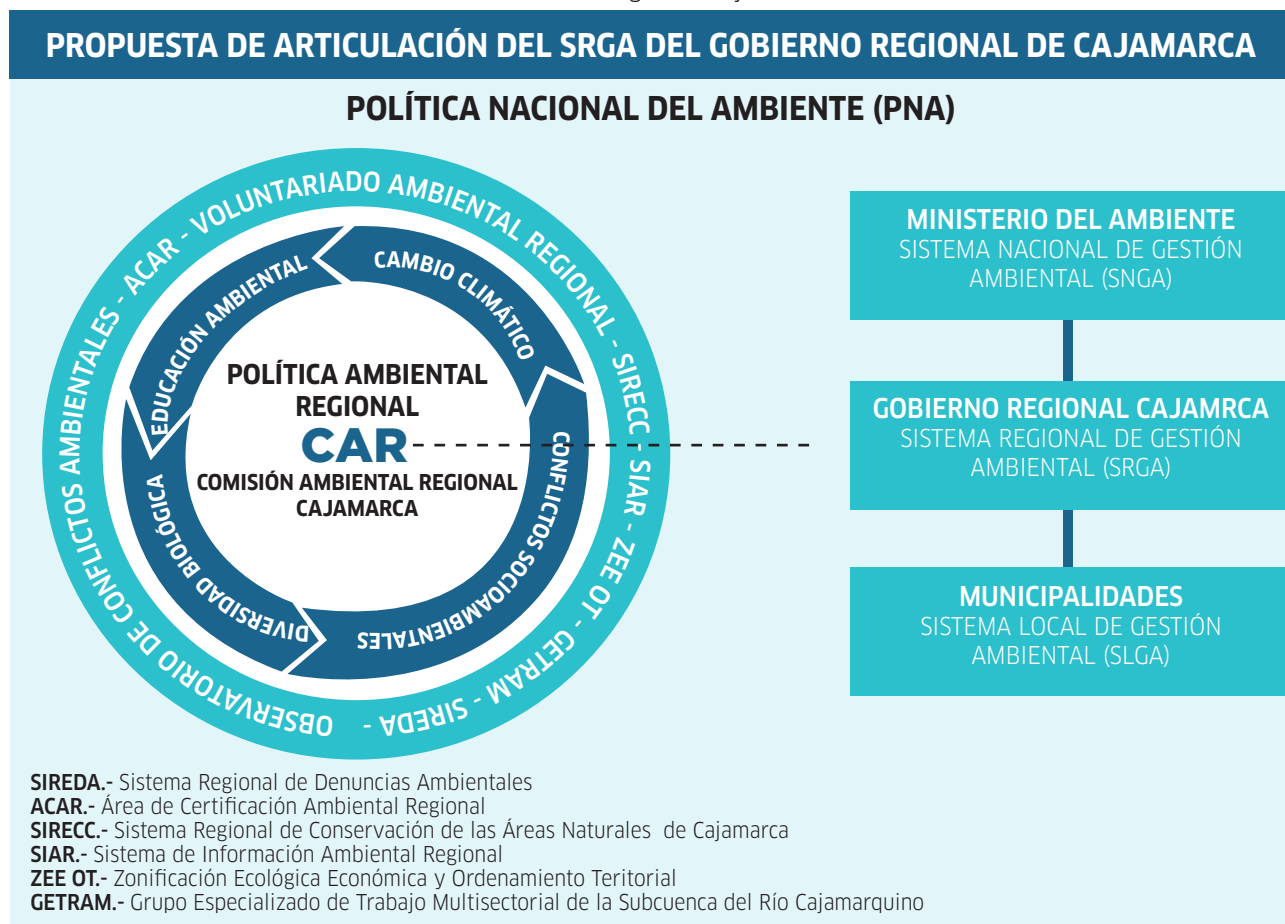 PROPUESTA DE ARTICULACIÓN DEL SRGA DEL GOBIERNO REGIONAL DE CAJAMARCA
POLÍTICA NACIONAL DEL AMBIENTE (PNA)
OBSERVATORIO DE CONFLICTOS AMBIENTALES - ACAR - VOLUNTARIADO AMBIENTAL REGIONAL - SIRECC - SIAR - ZEE OT - GETRAM - SIREDA -
EDUCACIÓN AMBIENTAL
CAMBIO CLIMÁTICO
CONFLICTOS SOCIOAMBIENTALES
DIVERSIDAD BIOLÓGICA
POLÍTICA AMBIENTAL
REGIONAL
CAR
COMISIÓN AMBIENTAL REGIONAL
CAJAMARCA
MINISTERIO DEL AMBIENTE
SISTEMA NACIONAL DE GESTIÓN
AMBIENTAL (SNGA)
GOBIERNO REGIONAL CAJAMRCA
SISTEMA REGIONAL DE GESTIÓN
AMBIENTAL (SRGA)
MUNICIPALIDADES
SISTEMA LOCAL DE GESTIÓN
AMBIENTAL (SLGA)
SIREDA.- Sistema Regional de Denuncias Ambientales
ACAR.- Área de Certificación Ambiental Regional
SIRECC.- Sistema Regional de Conservación de las Áreas Naturales de Cajamarca
SIAR.- Sistema de Información Ambiental Regional
ZEE OT.- Zonificación Ecológica Económica y Ordenamiento Teritorial
GETRAM.- Grupo Especializado de Trabajo Multisectorial de la Subcuenca del Río Cajamarquino